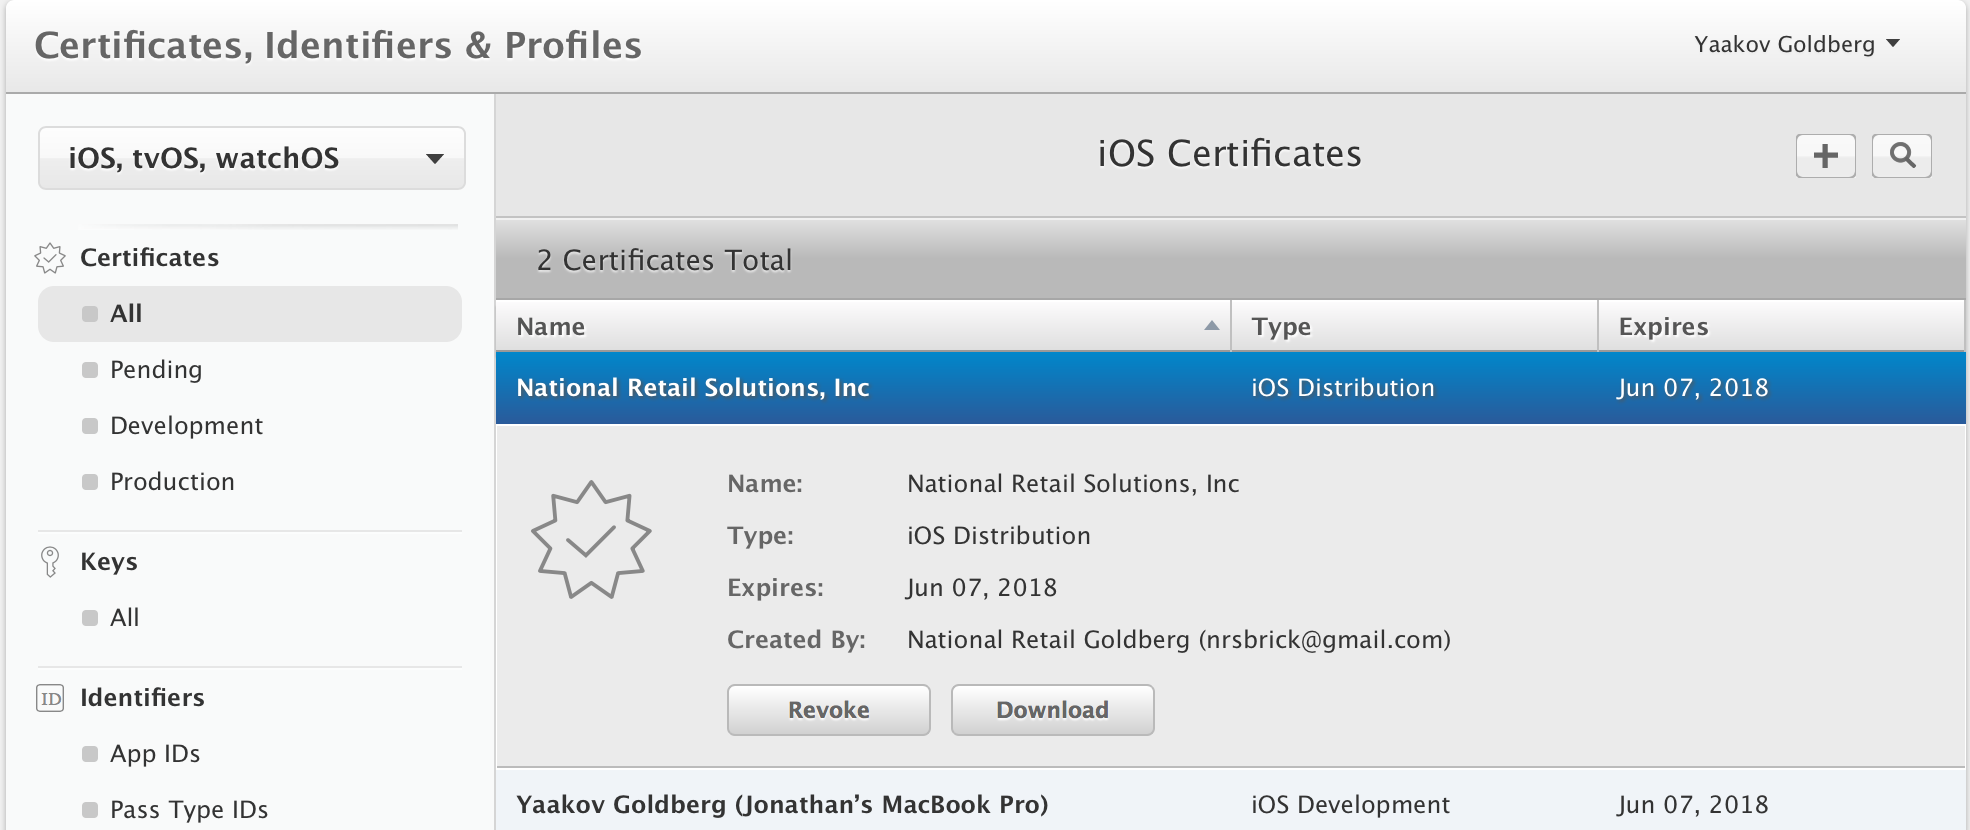 Certificates, Identifiers & Profiles
Yaakov Goldberg
iOS, tvOS, watchOS
Certificates
All
Pending
Development
Production
Keys
All
ID Identifiers
App IDs
Pass Type IDs
iOS Certificates
2 Certificates Total
Name Type Expires
National Retail Solutions, Inc iOS Distribution Jun 07, 2018
Name: National Retail Solutions, Inc
Type: iOS Distribution
Expires: Jun 07, 2018
Created By: National Retail Goldberg (nrsbrick@gmail.com)
Revoke Download
Yaakov Goldberg (Jonathan’s MacBook Pro) iOS Development Jun 07, 2018